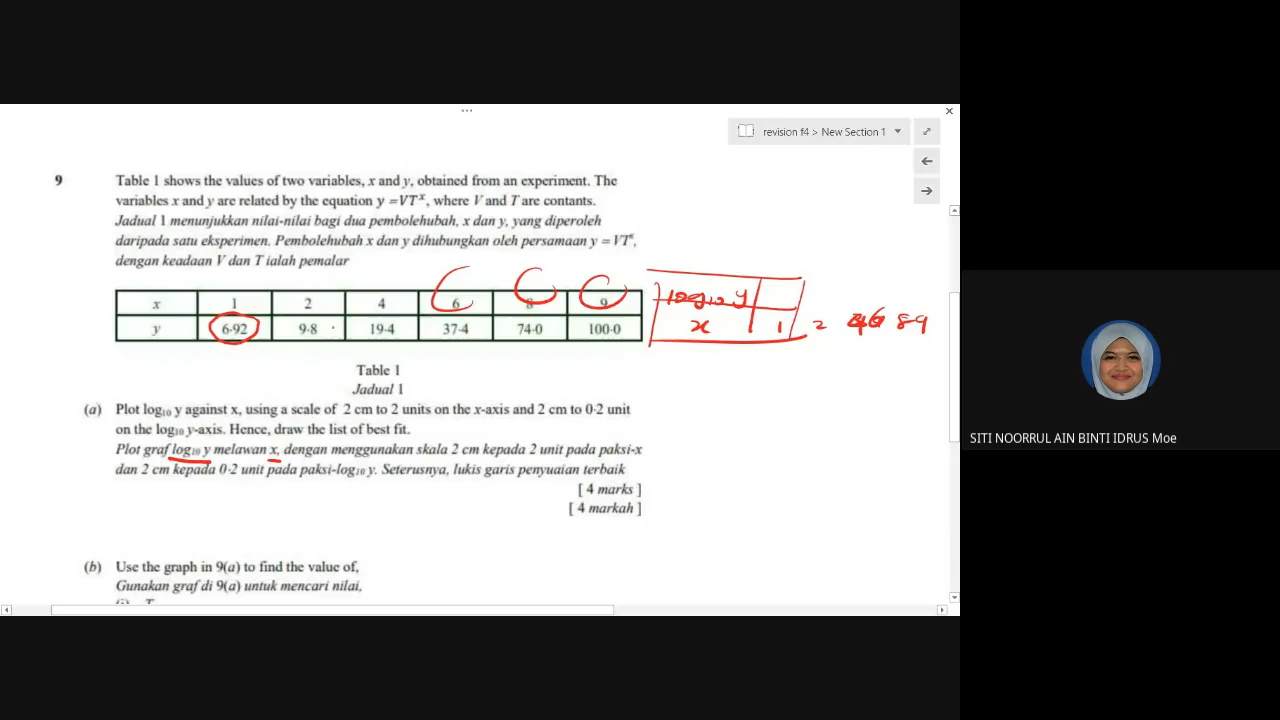 revision f4 > New Section 1
9
Table 1 shows the values of two variables, x and y, obtained from an experiment. The
variables x and y are related by the equation y =VTˣ, where V and T are contants.
Jadual 1 menunjukkan nilai-nilai bagi dua pembolehubah, x dan y, yang diperoleh
daripada satu eksperimen. Pembolehubah x dan y dihubungkan oleh persamaan y = VTˣ,
dengan keadaan V dan T ialah pemalar
x 1 2 4 6 8 9
y 6·92 9·8 19·4 37·4 74·0 100·0
log₁₀ y
x 1 2 4 6 8 9
Table 1
Jadual 1
(a) Plot log₁₀ y against x, using a scale of 2 cm to 2 units on the x-axis and 2 cm to 0·2 unit
on the log₁₀ y-axis. Hence, draw the list of best fit.
Plot graf log₁₀ y melawan x, dengan menggunakan skala 2 cm kepada 2 unit pada paksi-x
dan 2 cm kepada 0·2 unit pada paksi-log₁₀ y. Seterusnya, lukis garis penyuaian terbaik
[ 4 marks ]
[ 4 markah ]
(b) Use the graph in 9(a) to find the value of,
Gunakan graf di 9(a) untuk mencari nilai,
SITI NOORRUL AIN BINTI IDRUS Moe